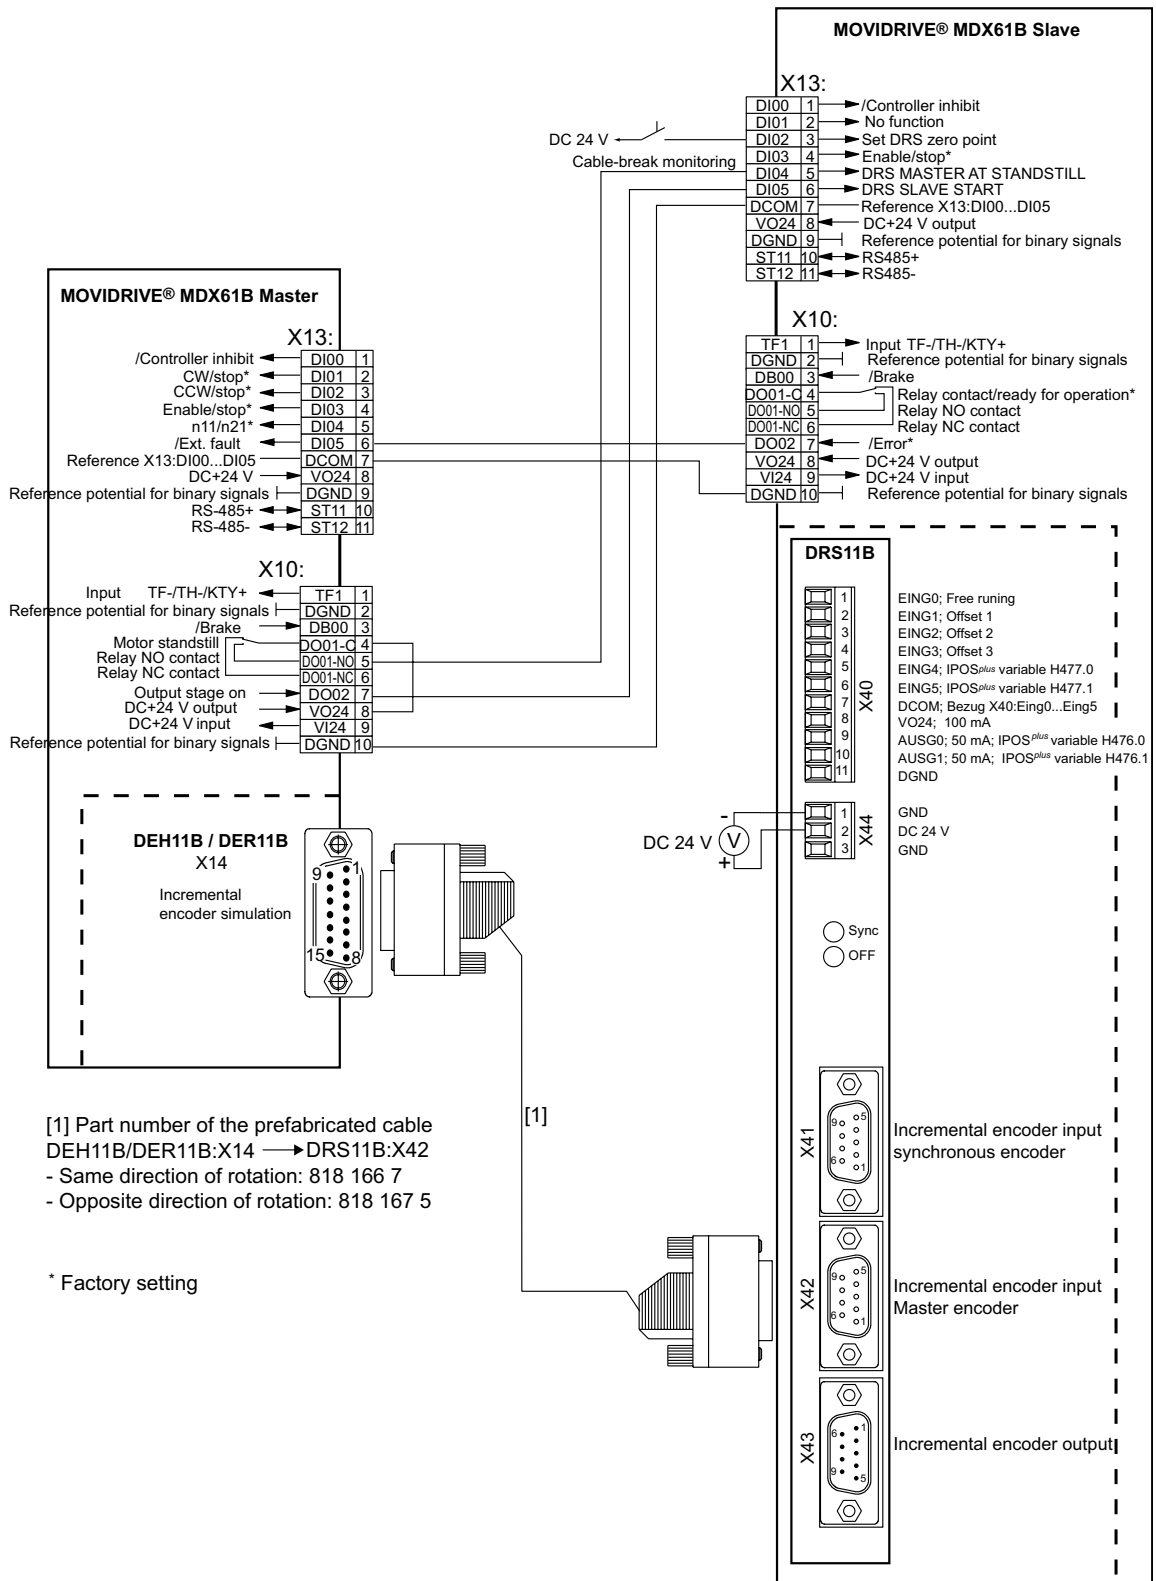 MOVIDRIVE® MDX61B Slave
X13:
DI00 1 /Controller inhibit
DI01 2 No function
DC 24 V DI02 3 Set DRS zero point
DI03 4 Enable/stop*
Cable-break monitoring DI04 5 DRS MASTER AT STANDSTILL
DI05 6 DRS SLAVE START
DCOM 7 Reference X13:DI00...DI05
VO24 8 DC+24 V output
DGND 9 Reference potential for binary signals
ST11 10 RS485+
ST12 11 RS485-
X10:
TF1 1 Input TF-/TH-/KTY+
DGND 2 Reference potential for binary signals
DB00 3 /Brake
DO01-C 4 Relay contact/ready for operation*
DO01-NO 5 Relay NO contact
DO01-NC 6 Relay NC contact
DO02 7 /Error*
VO24 8 DC+24 V output
VI24 9 DC+24 V input
DGND 10 Reference potential for binary signals
MOVIDRIVE® MDX61B Master
X13:
/Controller inhibit DI00 1
CW/stop* DI01 2
CCW/stop* DI02 3
Enable/stop* DI03 4
n11/n21* DI04 5
/Ext. fault DI05 6
Reference X13:DI00...DI05 DCOM 7
DC+24 V VO24 8
Reference potential for binary signals DGND 9
RS-485+ ST11 10
RS-485- ST12 11
X10:
Input TF-/TH-/KTY+ TF1 1
Reference potential for binary signals DGND 2
/Brake DB00 3
Motor standstill DO01-C 4
Relay NO contact DO01-NO 5
Relay NC contact DO01-NC 6
Output stage on DO02 7
DC+24 V output VO24 8
DC+24 V input VI24 9
Reference potential for binary signals DGND 10
DEH11B / DER11B
X14
Incremental
encoder simulation
9 1
15 8
DRS11B
X40
1 EING0; Free runing
2 EING1; Offset 1
3 EING2; Offset 2
4 EING3; Offset 3
5 EING4; IPOSplus variable H477.0
6 EING5; IPOSplus variable H477.1
7 DCOM; Bezug X40:Eing0...Eing5
8 VO24; 100 mA
9 AUSG0; 50 mA; IPOSplus variable H476.0
10 AUSG1; 50 mA; IPOSplus variable H476.1
11 DGND
X44
1 GND
2 DC 24 V
3 GND
-
DC 24 V V
+
Sync
OFF
X41
9 5
6 1
Incremental encoder input
synchronous encoder
X42
9 5
6 1
Incremental encoder input
Master encoder
X43
6 1
9 5
Incremental encoder output
[1]
[1] Part number of the prefabricated cable
DEH11B/DER11B:X14 DRS11B:X42
- Same direction of rotation: 818 166 7
- Opposite direction of rotation: 818 167 5
* Factory setting